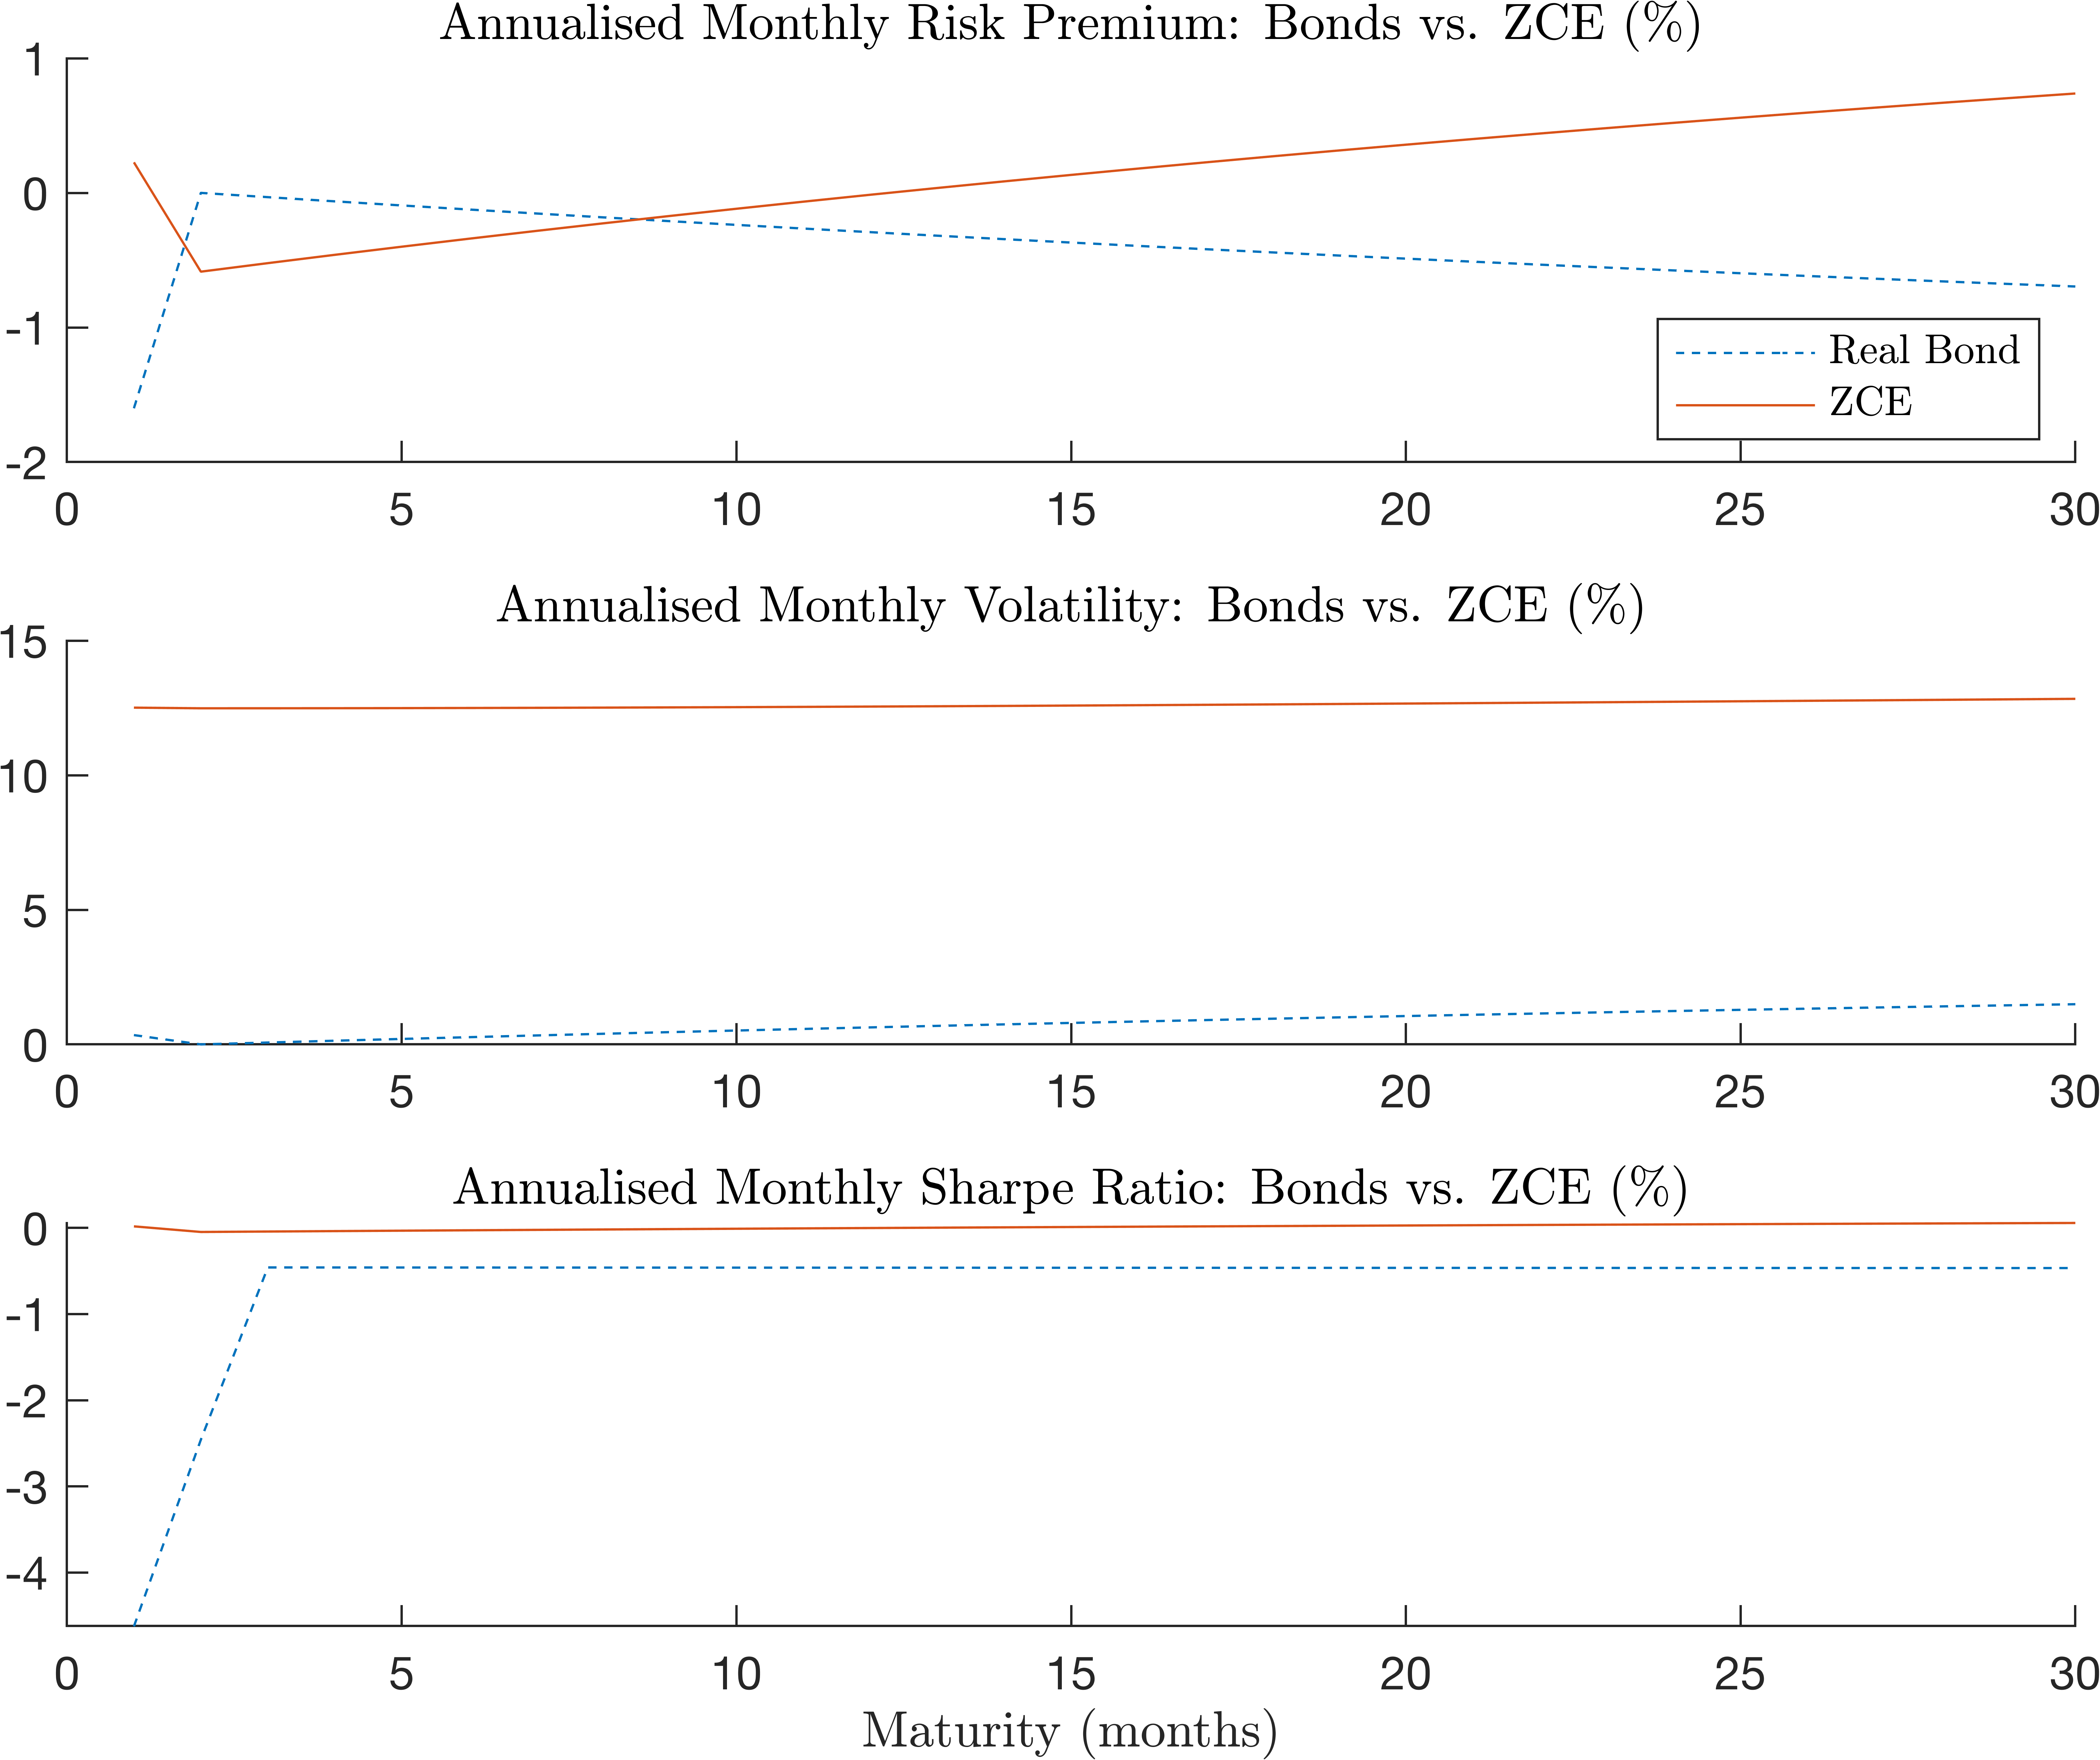 Annualised Monthly Risk Premium: Bonds vs. ZCE (%)
1
0
-1
-2
0 5 10 15 20 25 30
Real Bond
ZCE
Annualised Monthly Volatility: Bonds vs. ZCE (%)
15
10
5
0
0 5 10 15 20 25 30
Annualised Monthly Sharpe Ratio: Bonds vs. ZCE (%)
0
-1
-2
-3
-4
0 5 10 15 20 25 30
Maturity (months)